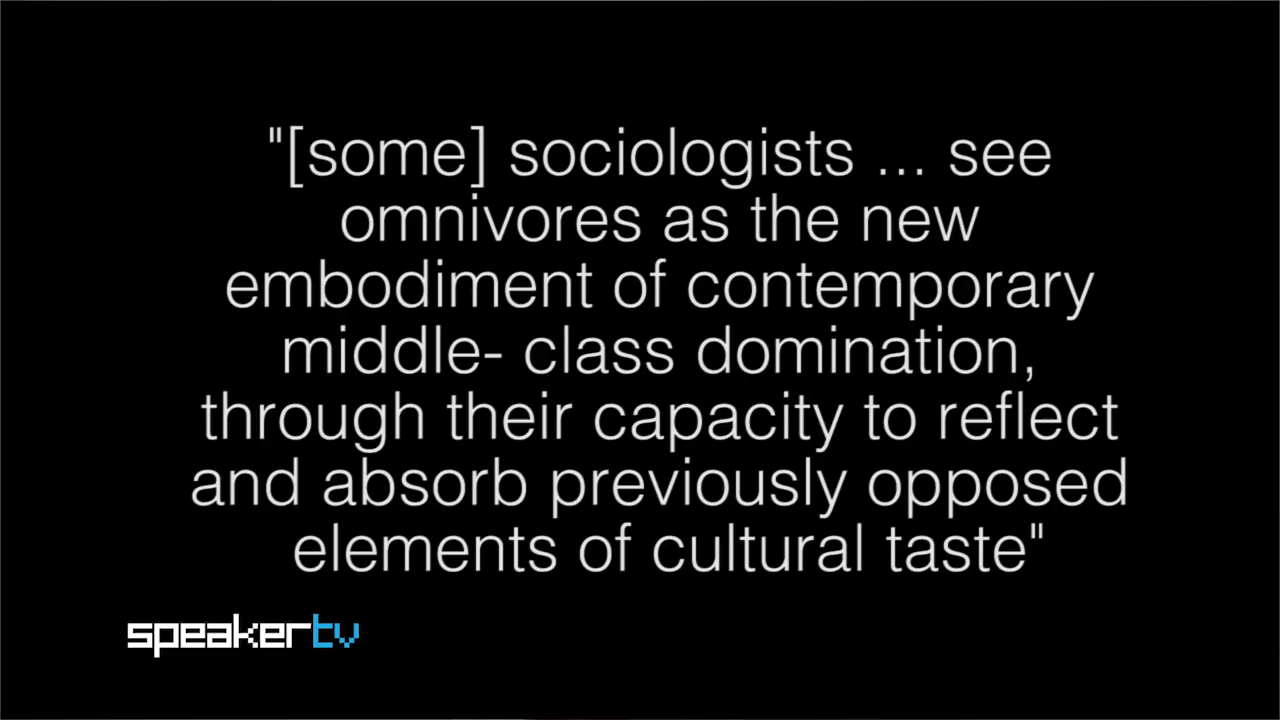 "[some] sociologists ... see
omnivores as the new
embodiment of contemporary
middle- class domination,
through their capacity to reflect
and absorb previously opposed
elements of cultural taste"
speakertv